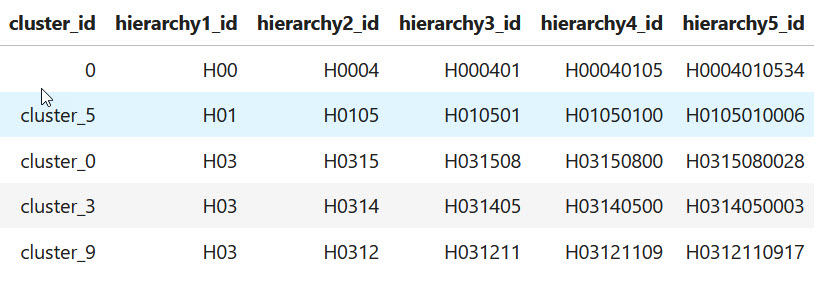 cluster_id hierarchy1_id hierarchy2_id hierarchy3_id hierarchy4_id hierarchy5_id
0 H00 H0004 H000401 H00040105 H0004010534
cluster_5 H01 H0105 H010501 H01050100 H0105010006
cluster_0 H03 H0315 H031508 H03150800 H0315080028
cluster_3 H03 H0314 H031405 H03140500 H0314050003
cluster_9 H03 H0312 H031211 H03121109 H0312110917